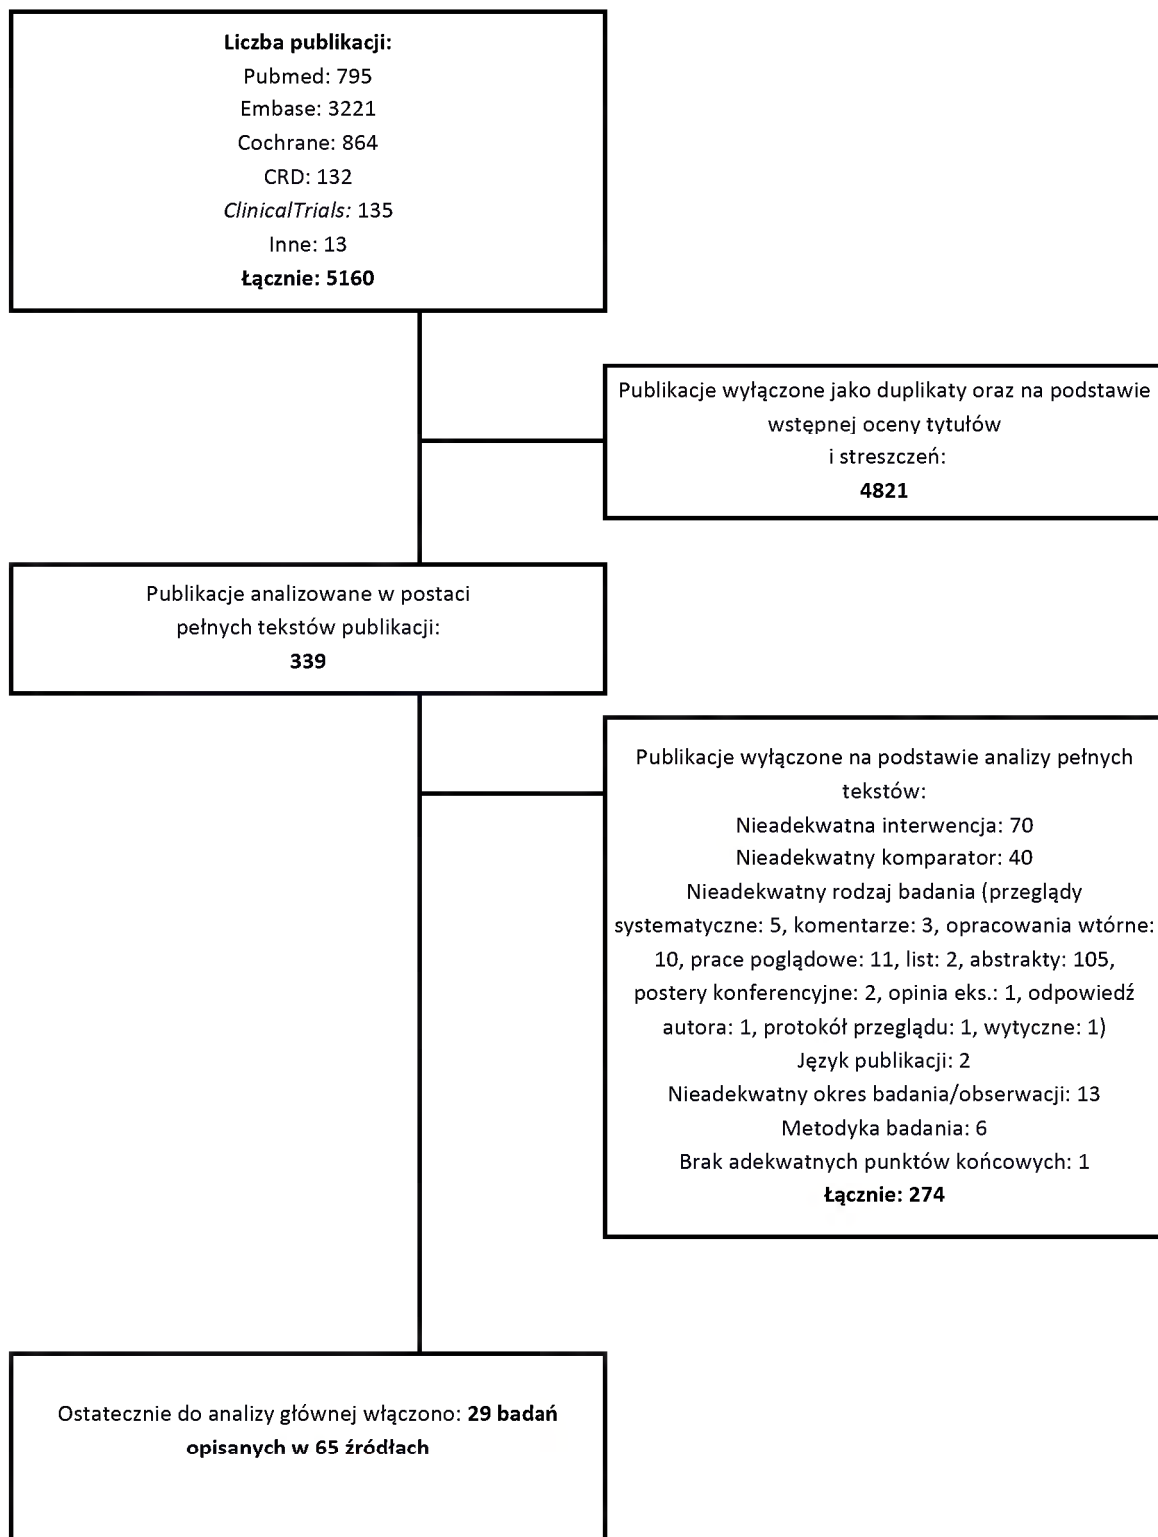 Liczba publikacji:
Pubmed: 795
Embase: 3221
Cochrane: 864
CRD: 132
ClinicalTrials: 135
Inne: 13
Łącznie: 5160
Publikacje wyłączone jako duplikaty oraz na podstawie
wstępnej oceny tytułów
i streszczeń:
4821
Publikacje analizowane w postaci
pełnych tekstów publikacji:
339
Publikacje wyłączone na podstawie analizy pełnych
tekstów:
Nieadekwatna interwencja: 70
Nieadekwatny komparator: 40
Nieadekwatny rodzaj badania (przeglądy
systematyczne: 5, komentarze: 3, opracowania wtórne:
10, prace poglądowe: 11, list: 2, abstrakty: 105,
postery konferencyjne: 2, opinia eks.: 1, odpowiedź
autora: 1, protokół przeglądu: 1, wytyczne: 1)
Język publikacji: 2
Nieadekwatny okres badania/obserwacji: 13
Metodyka badania: 6
Brak adekwatnych punktów końcowych: 1
Łącznie: 274
Ostatecznie do analizy głównej włączono: 29 badań
opisanych w 65 źródłach